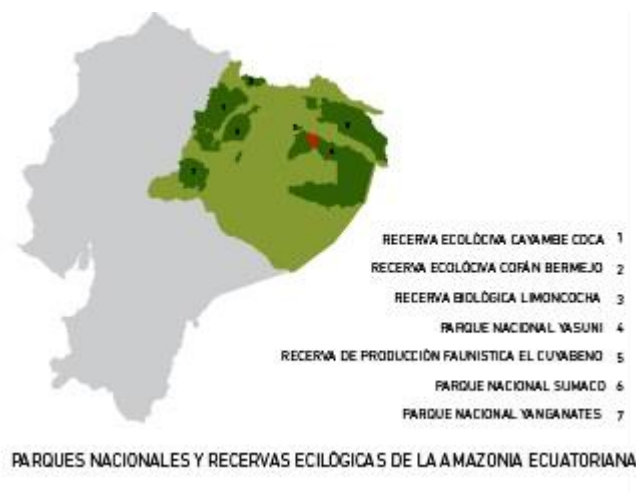 RECERVA ECOLÓCIVA CAYAMBE COCA 1
RECERVA ECOLÓCIVA COFÁN BERMEJO 2
RECERVA BIOLÓGICA LIMONCOCHA 3
PARQUE NACIONAL YASUNI 4
RECERVA DE PRODUCCIÓN FAUNISTICA EL CUYABENO 5
PARQUE NACIONAL SUMACO 6
PARQUE NACIONAL YANGANATES 7
PARQUES NACIONALES Y RECERVAS ECILÓGICAS DE LA AMAZONIA ECUATORIANA